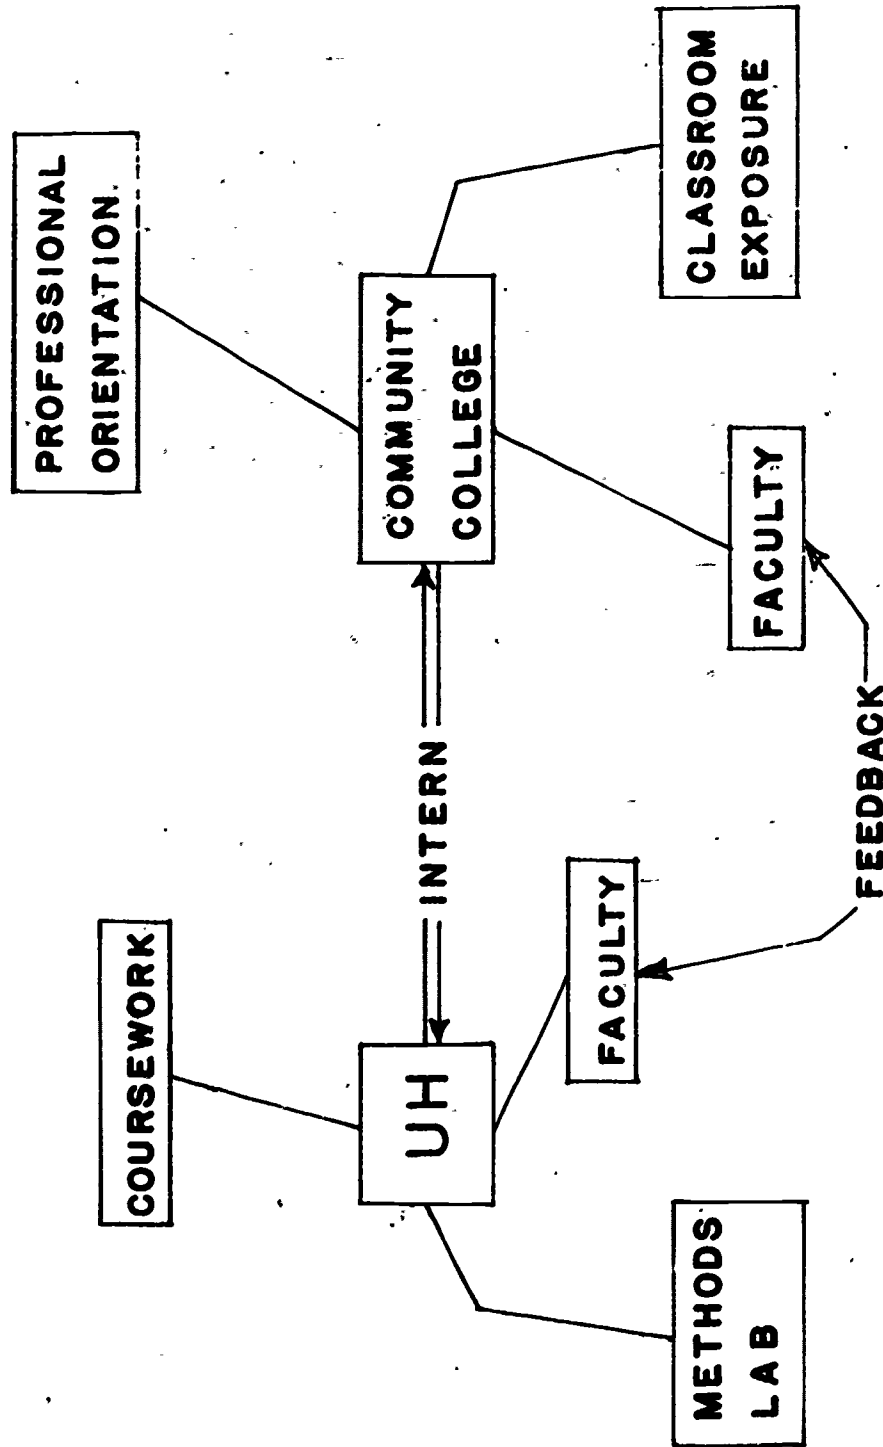 COURSEWORK
PROFESSIONAL
ORIENTATION.
UH
INTERN
COMMUNITY
COLLEGE
METHODS
LAB
FACULTY
FACULTY
CLASSROOM
EXPOSURE
FEEDBACK